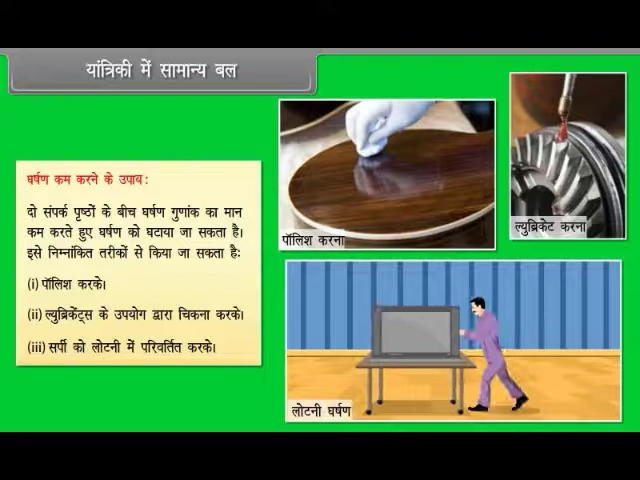 यांत्रिकी में सामान्य बल
घर्षण कम करने के उपाय:
दो संपर्क पृष्ठों के बीच घर्षण गुणांक का मान
कम करते हुए घर्षण को घटाया जा सकता है।
इसे निम्नांकित तरीकों से किया जा सकता है:
(i) पॉलिश करके।
(ii) ल्युब्रिकेंट्स के उपयोग द्वारा चिकना करके।
(iii) सर्पी को लोटनी में परिवर्तित करके।
पॉलिश करना
ल्युब्रिकेट करना
लोटनी घर्षण